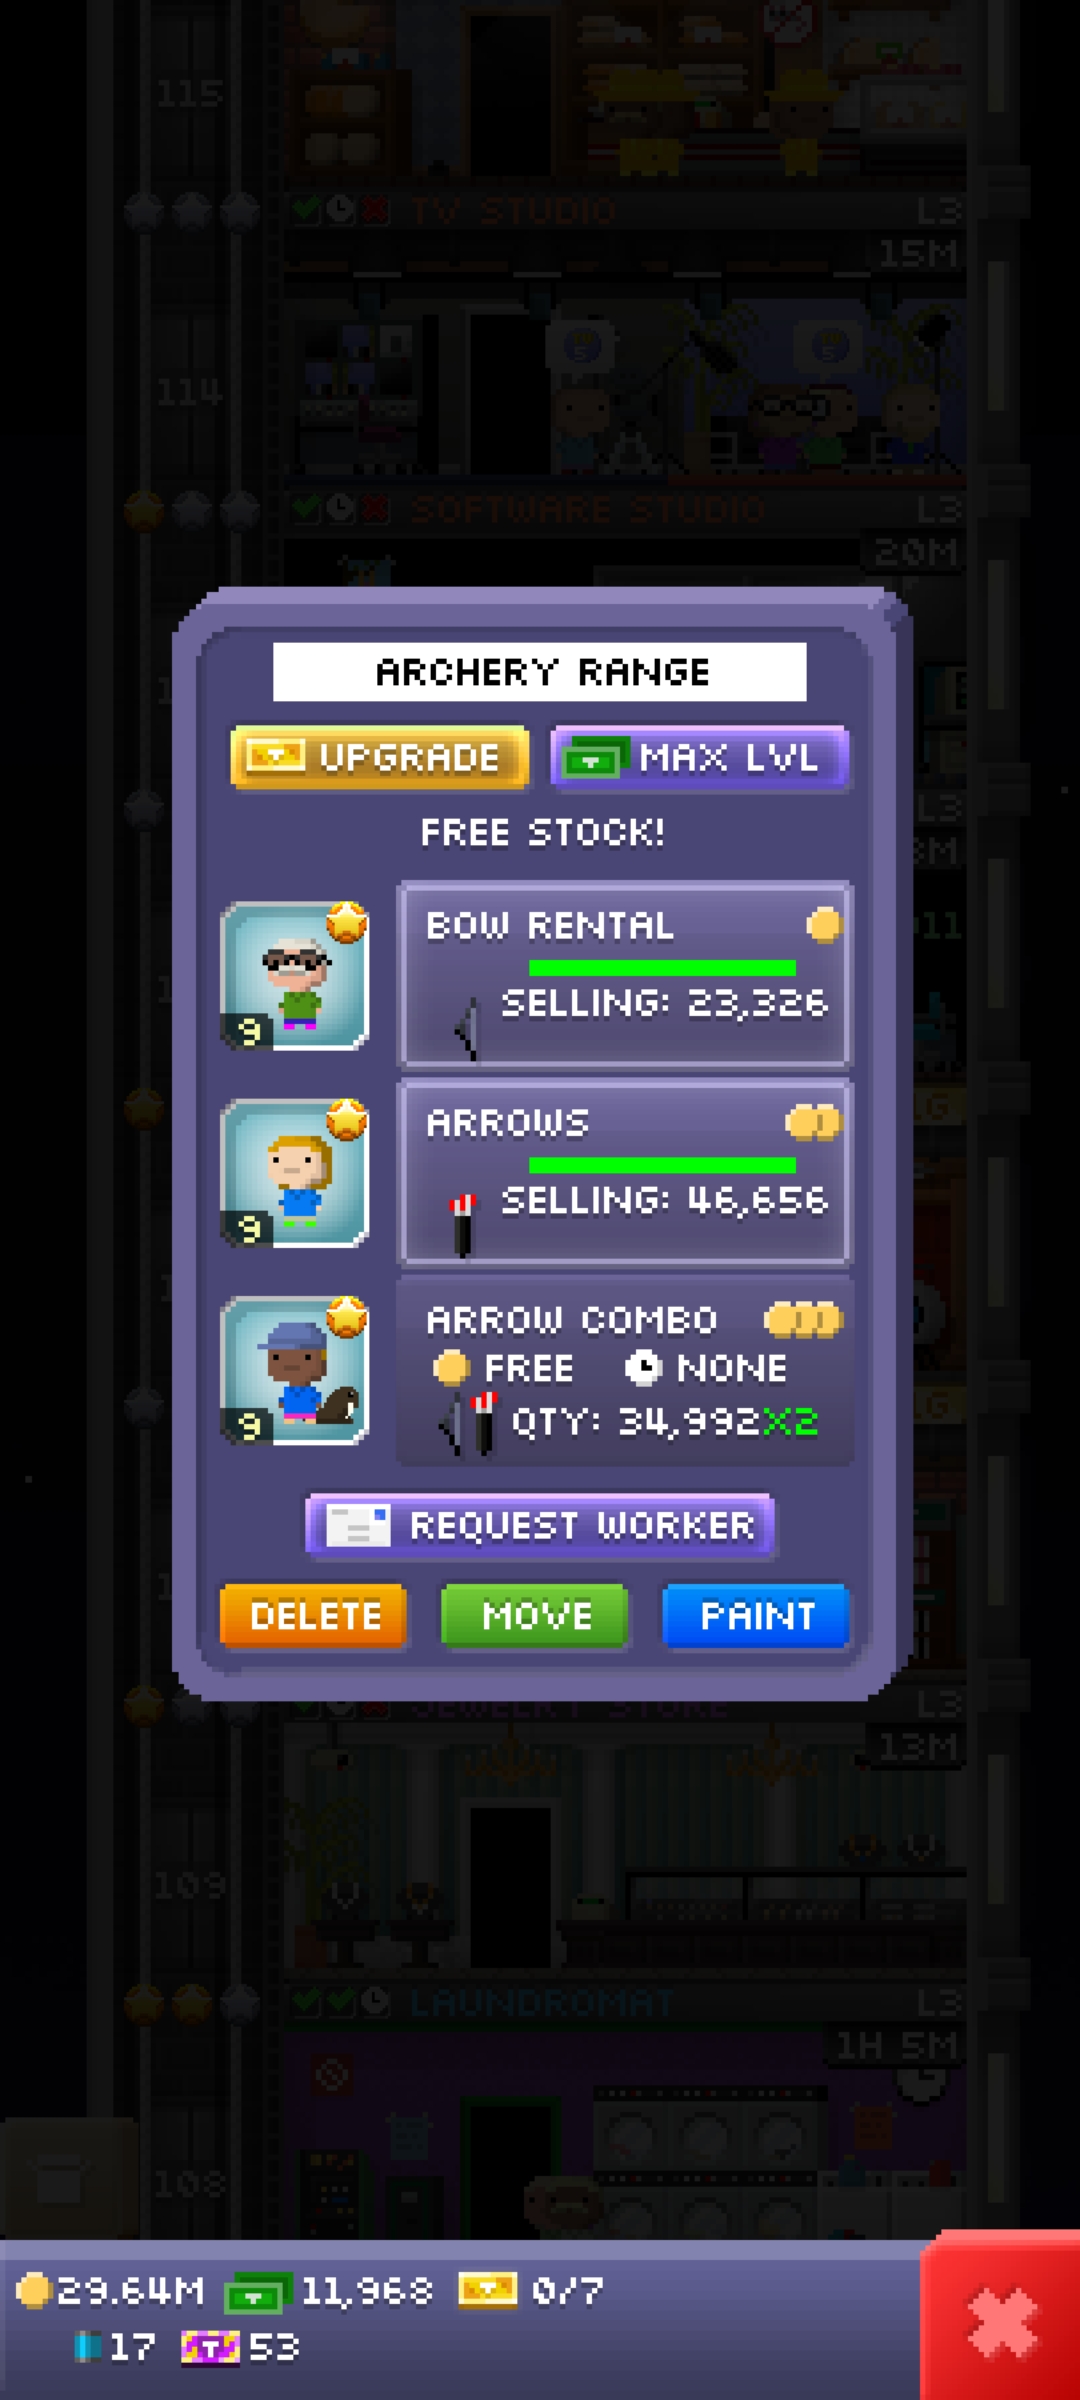 115
TV STUDIO L3
15M
114
SOFTWARE STUDIO L3
20M
ARCHERY RANGE
UPGRADE MAX LVL
L3
FREE STOCK!
BOW RENTAL
SELLING: 23,326
9
ARROWS
SELLING: 46,656
9
ARROW COMBO
FREE NONE
QTY: 34,992X2
9
REQUEST WORKER
DELETE MOVE PAINT
JEWELRY STORE L3
13M
109
LAUNDROMAT L3
1H 5M
108
29.64M 11,968 0/7
17 53